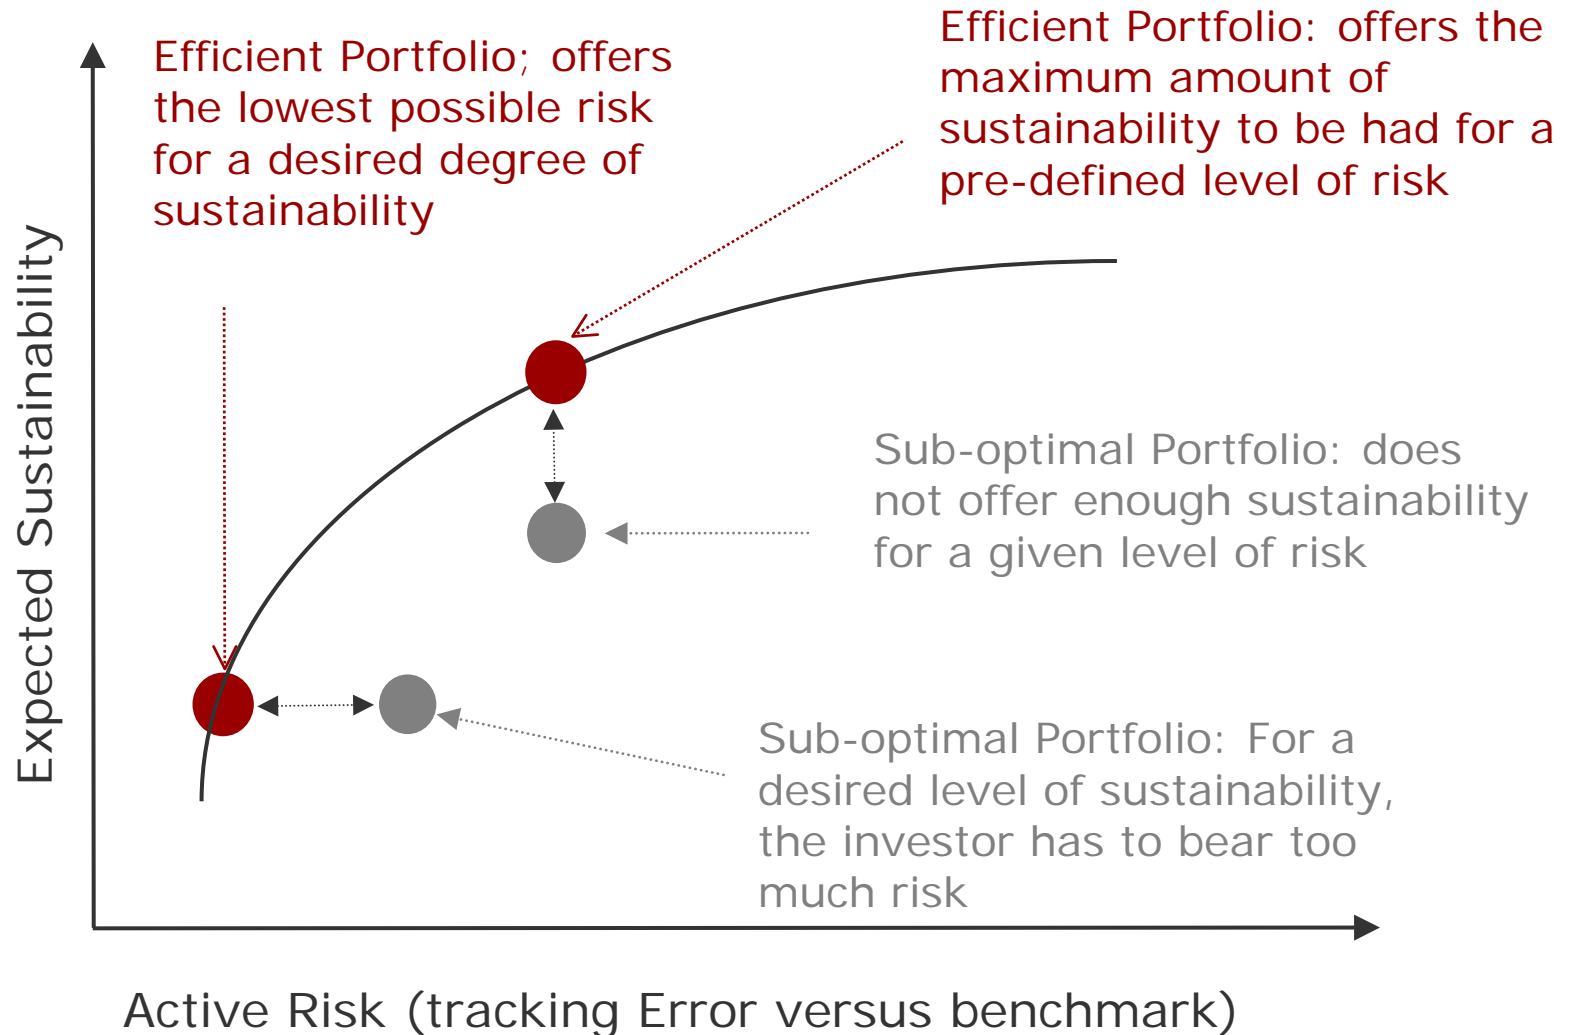 Efficient Portfolio; offers
the lowest possible risk
for a desired degree of
sustainability
Efficient Portfolio: offers the
maximum amount of
sustainability to be had for a
pre-defined level of risk
Expected Sustainability
Sub-optimal Portfolio: does
not offer enough sustainability
for a given level of risk
Sub-optimal Portfolio: For a
desired level of sustainability,
the investor has to bear too
much risk
Active Risk (tracking Error versus benchmark)